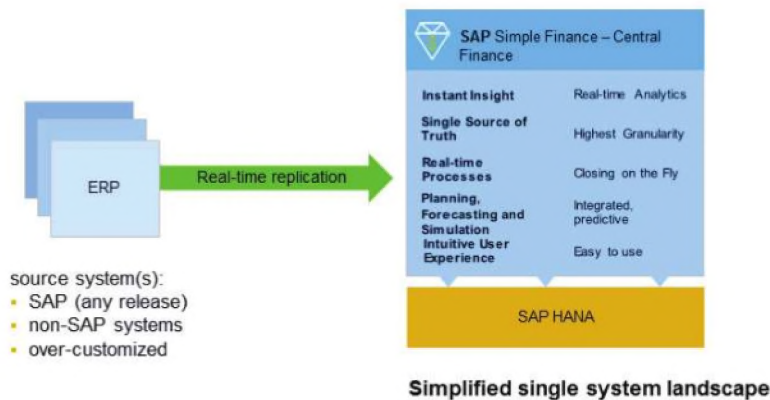 SAP Simple Finance – Central
Finance
Instant Insight Real-time Analytics
Single Source of
Truth Highest Granularity
Real-time
Processes Closing on the Fly
Planning,
Forecasting and
Simulation
Integrated,
predictive
Intuitive User
Experience Easy to use
ERP
Real-time replication
source system(s):
▪ SAP (any release)
▪ non-SAP systems
▪ over-customized
SAP HANA
Simplified single system landscape